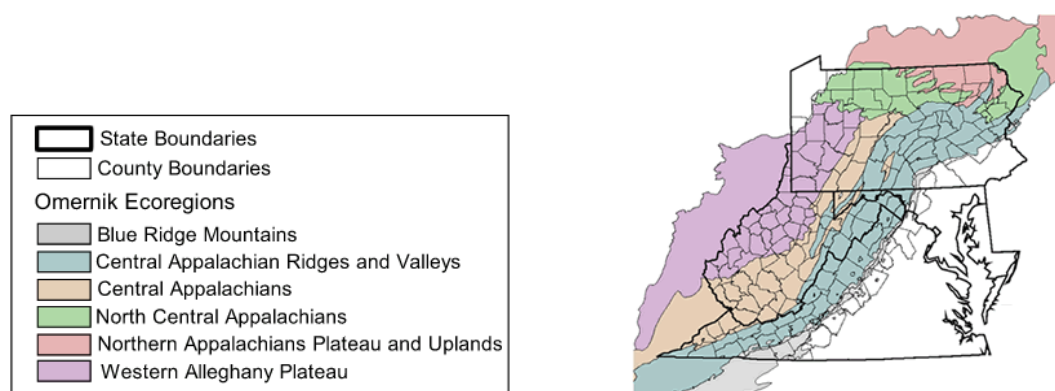 State Boundaries
County Boundaries
Omernik Ecoregions
Blue Ridge Mountains
Central Appalachian Ridges and Valleys
Central Appalachians
North Central Appalachians
Northern Appalachians Plateau and Uplands
Western Alleghany Plateau